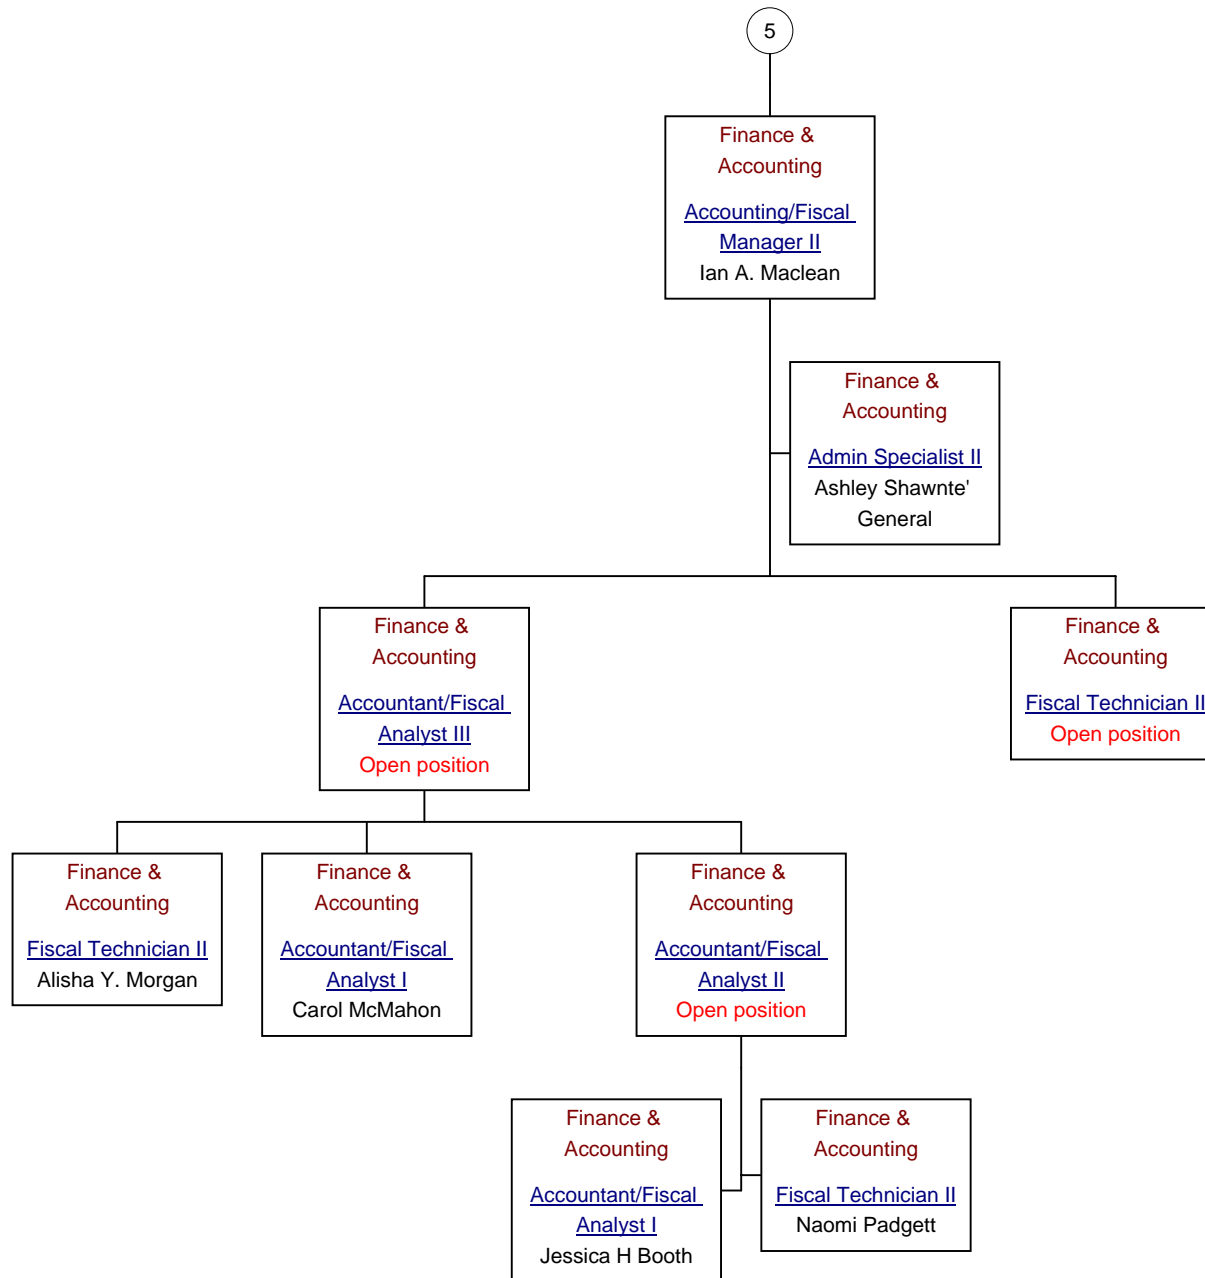 5
Finance &
Accounting
Accounting/Fiscal
Manager II
Ian A. Maclean
Finance &
Accounting
Admin Specialist II
Ashley Shawnte'
General
Finance &
Accounting
Accountant/Fiscal
Analyst III
Open position
Finance &
Accounting
Fiscal Technician II
Open position
Finance &
Accounting
Fiscal Technician II
Alisha Y. Morgan
Finance &
Accounting
Accountant/Fiscal
Analyst I
Carol McMahon
Finance &
Accounting
Accountant/Fiscal
Analyst II
Open position
Finance &
Accounting
Accountant/Fiscal
Analyst I
Jessica H Booth
Finance &
Accounting
Fiscal Technician II
Naomi Padgett